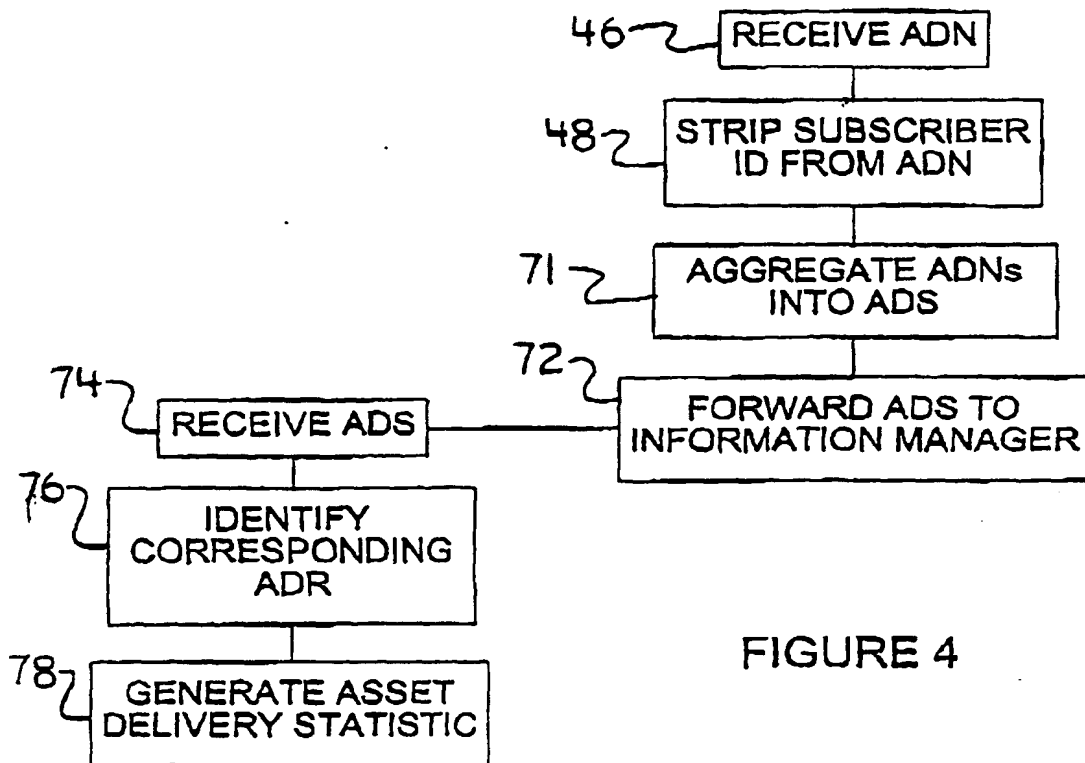 46
RECEIVE ADN
48
STRIP SUBSCRIBER
ID FROM ADN
71
AGGREGATE ADNs
INTO ADS
72
FORWARD ADS TO
INFORMATION MANAGER
74
RECEIVE ADS
76
IDENTIFY
CORRESPONDING
ADR
78
GENERATE ASSET
DELIVERY STATISTIC
FIGURE 4